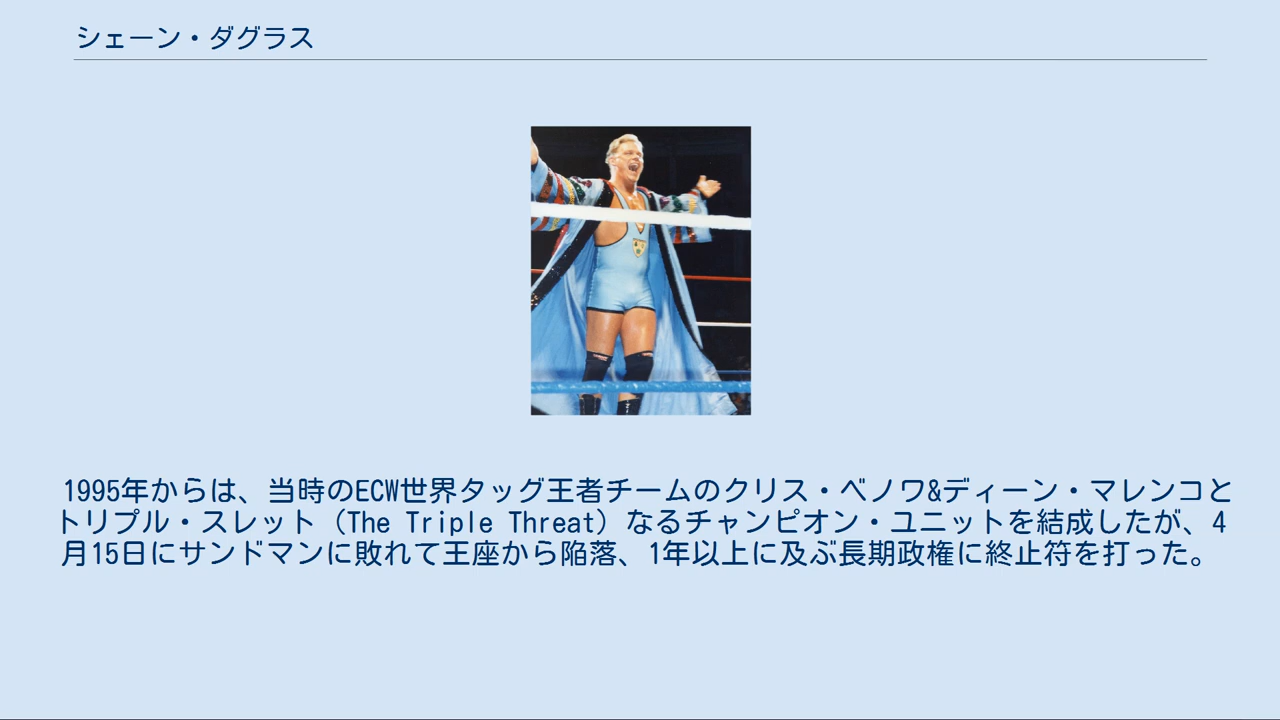 シェーン・ダグラス
1995年からは、当時のECW世界タッグ王者チームのクリス・ベノワ&ディーン・マレンコと
トリプル・スレット（The Triple Threat）なるチャンピオン・ユニットを結成したが、4
月15日にサンドマンに敗れて王座から陥落、1年以上に及ぶ長期政権に終止符を打った。